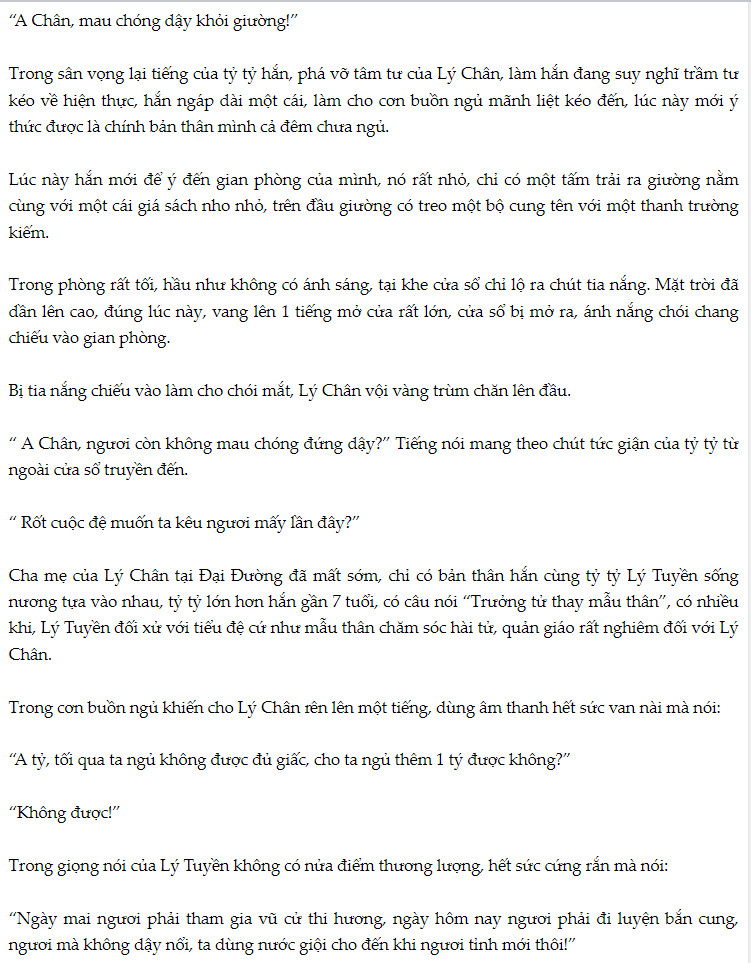 “A Chân, mau chóng dậy khỏi giường!”
Trong sân vọng lại tiếng của tỷ tỷ hắn, phá vỡ tâm tư của Lý Chân, làm hắn đang suy nghĩ trầm tư
kéo về hiện thực, hắn ngáp dài một cái, làm cho cơn buồn ngủ mãnh liệt kéo đến, lúc này mới ý
thức được là chính bản thân mình cả đêm chưa ngủ.
Lúc này hắn mới để ý đến gian phòng của mình, nó rất nhỏ, chỉ có một tấm trải ra giường nằm
cùng với một cái giá sách nho nhỏ, trên đầu giường có treo một bộ cung tên với một thanh trường
kiếm.
Trong phòng rất tối, hầu như không có ánh sáng, tại khe cửa sổ chỉ lộ ra chút tia nắng. Mặt trời đã
dần lên cao, đúng lúc này, vang lên 1 tiếng mở cửa rất lớn, cửa sổ bị mở ra, ánh nắng chói chang
chiếu vào gian phòng.
Bị tia nắng chiếu vào làm cho chói mắt, Lý Chân vội vàng trùm chăn lên đầu.
“ A Chân, ngươi còn không mau chóng đứng dậy?” Tiếng nói mang theo chút tức giận của tỷ tỷ từ
ngoài cửa sổ truyền đến.
“ Rốt cuộc đệ muốn ta kêu ngươi mấy lần đây?”
Cha mẹ của Lý Chân tại Đại Đường đã mất sớm, chỉ có bản thân hắn cùng tỷ tỷ Lý Tuyền sống
nương tựa vào nhau, tỷ tỷ lớn hơn hắn gần 7 tuổi, có câu nói “Trưởng tử thay mẫu thân”, có nhiều
khi, Lý Tuyền đối xử với tiểu đệ cứ như mẫu thân chăm sóc hài tử, quản giáo rất nghiêm đối với Lý
Chân.
Trong cơn buồn ngủ khiến cho Lý Chân rên lên một tiếng, dùng âm thanh hết sức van nài mà nói:
“A tỷ, tối qua ta ngủ không được đủ giấc, cho ta ngủ thêm 1 tý được không?”
“Không được!”
Trong giọng nói của Lý Tuyền không có nửa điểm thương lượng, hết sức cứng rắn mà nói:
“Ngày mai ngươi phải tham gia vũ cử thi hương, ngày hôm nay ngươi phải đi luyện bắn cung,
ngươi mà không dậy nổi, ta dùng nước giội cho đến khi ngươi tỉnh mới thôi!”